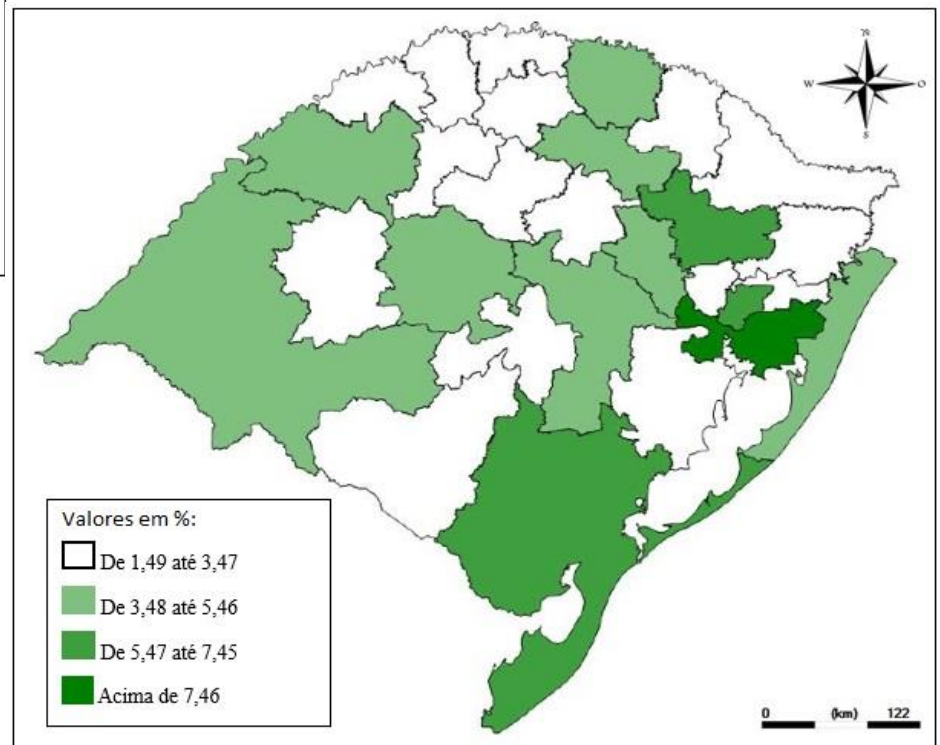 N
W
O
S
Valores em %:
De 1,49 até 3,47
De 3,48 até 5,46
De 5,47 até 7,45
Acima de 7,46
0 (km) 122